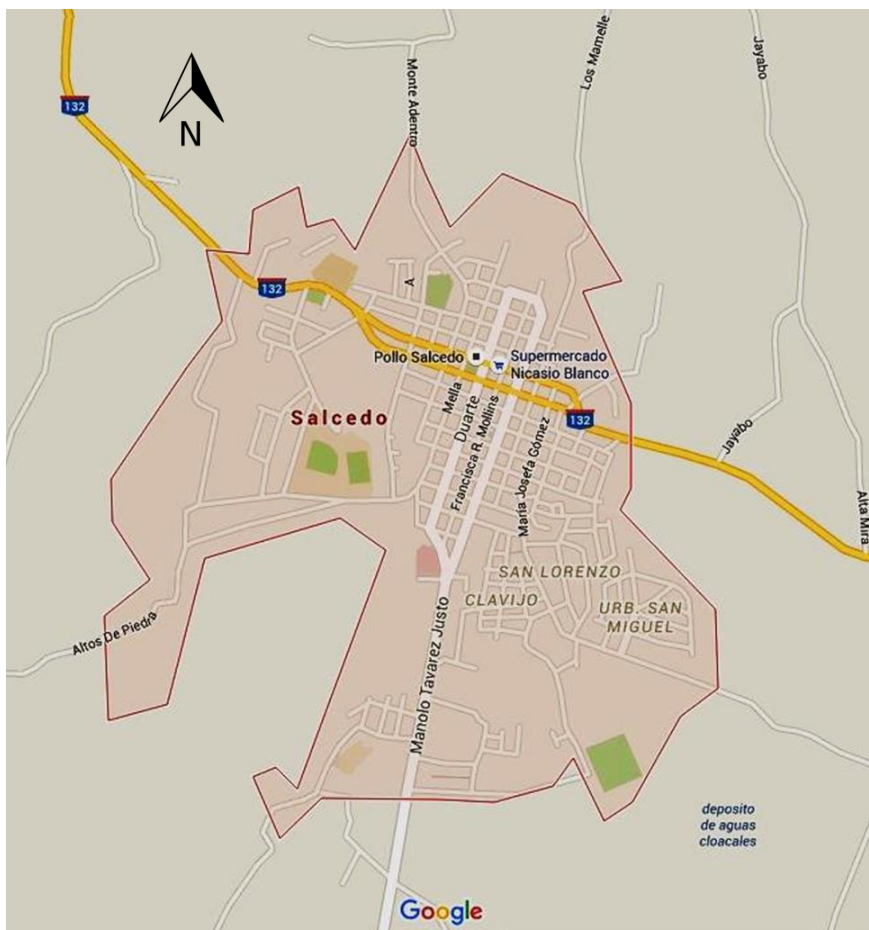 Monte Adentro
Los Mamelle
Jayabo
132
N
132
A
Pollo Salcedo
Supermercado
Nicasio Blanco
Mella
Duarte
Francisca R. Mollins
María Josefa Gómez
132
Salcedo
Jayabo
Alta Mira
SAN LORENZO
CLAVIJO
URB. SAN
MIGUEL
Altos De Piedra
Manolo Tavarez Justo
deposito
de aguas
cloacales
Google